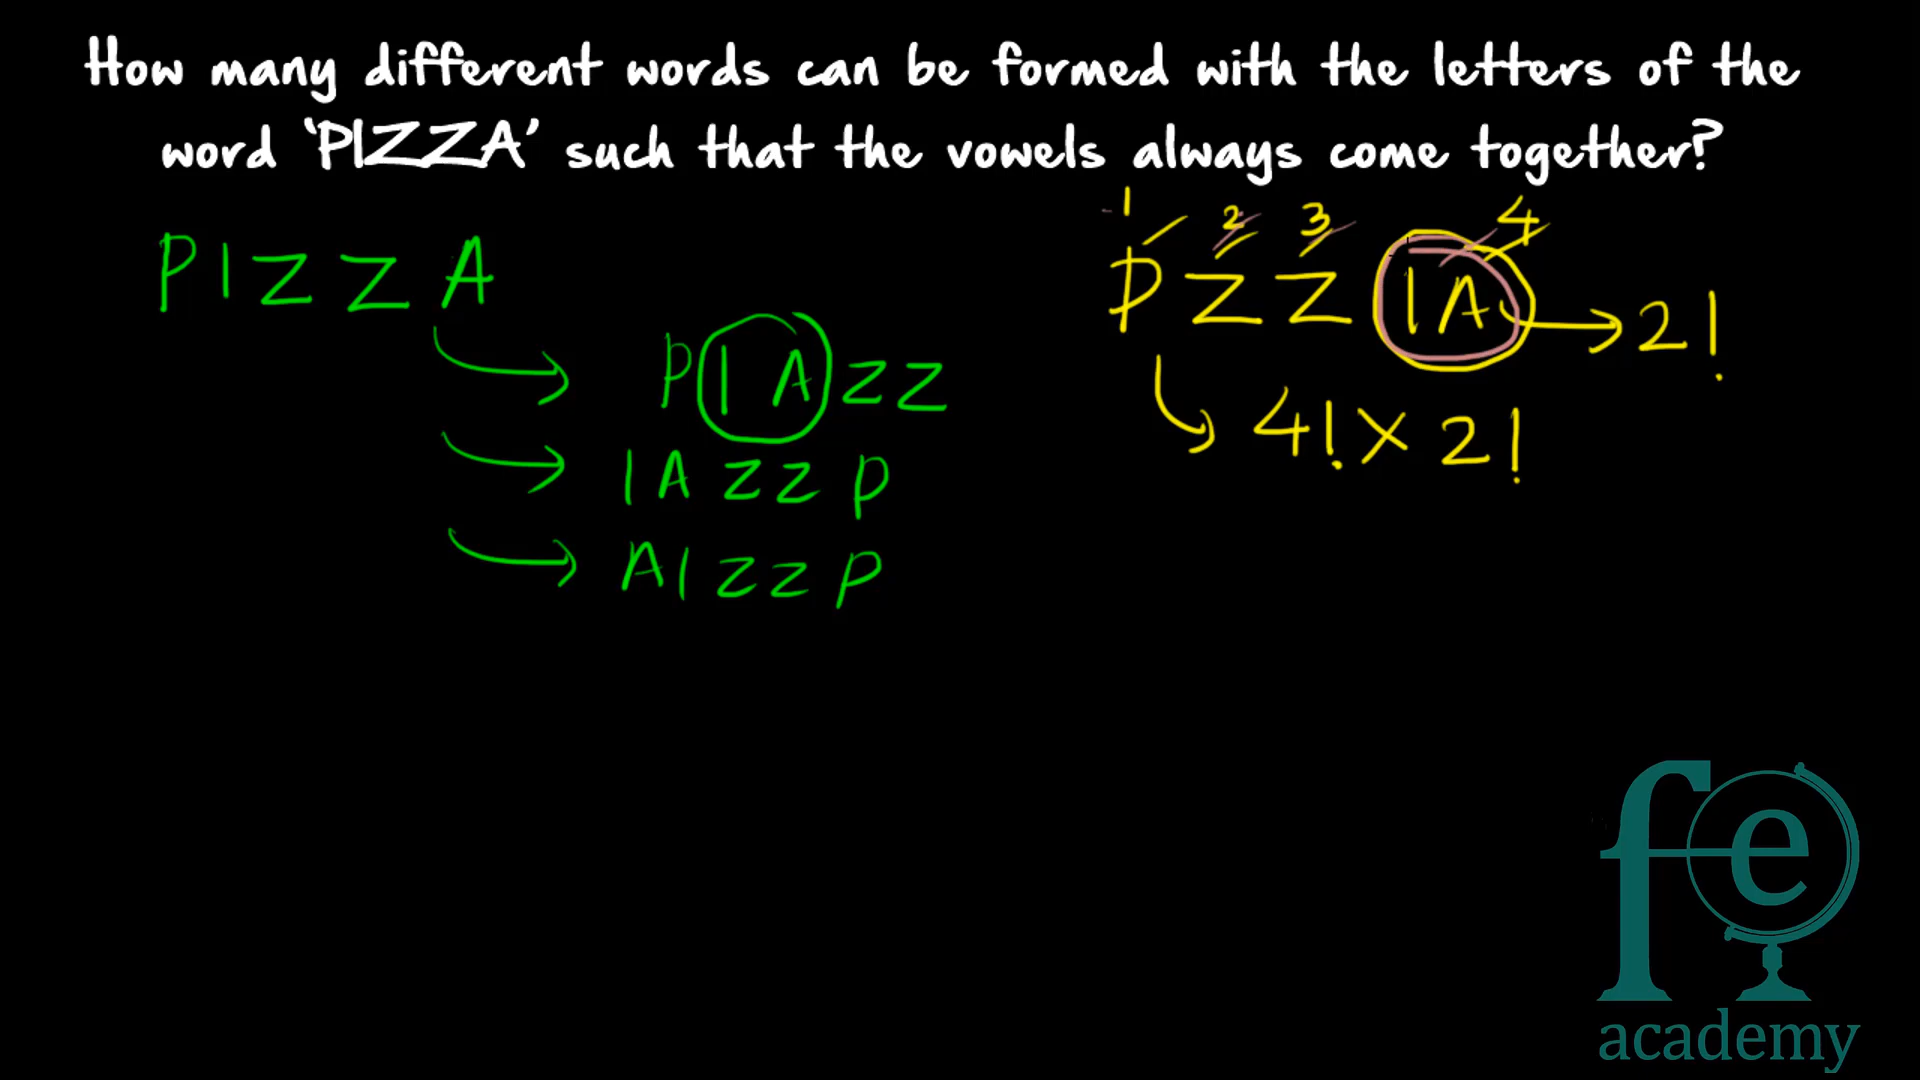 How many different words can be formed with the letters of the
word ‘PIZZA’ such that the vowels always come together?
PIZZA
PIAZZ
IAZZP
AIZZP
1 2 3 4
P Z Z IA → 2!
4! X 2!
fe
academy